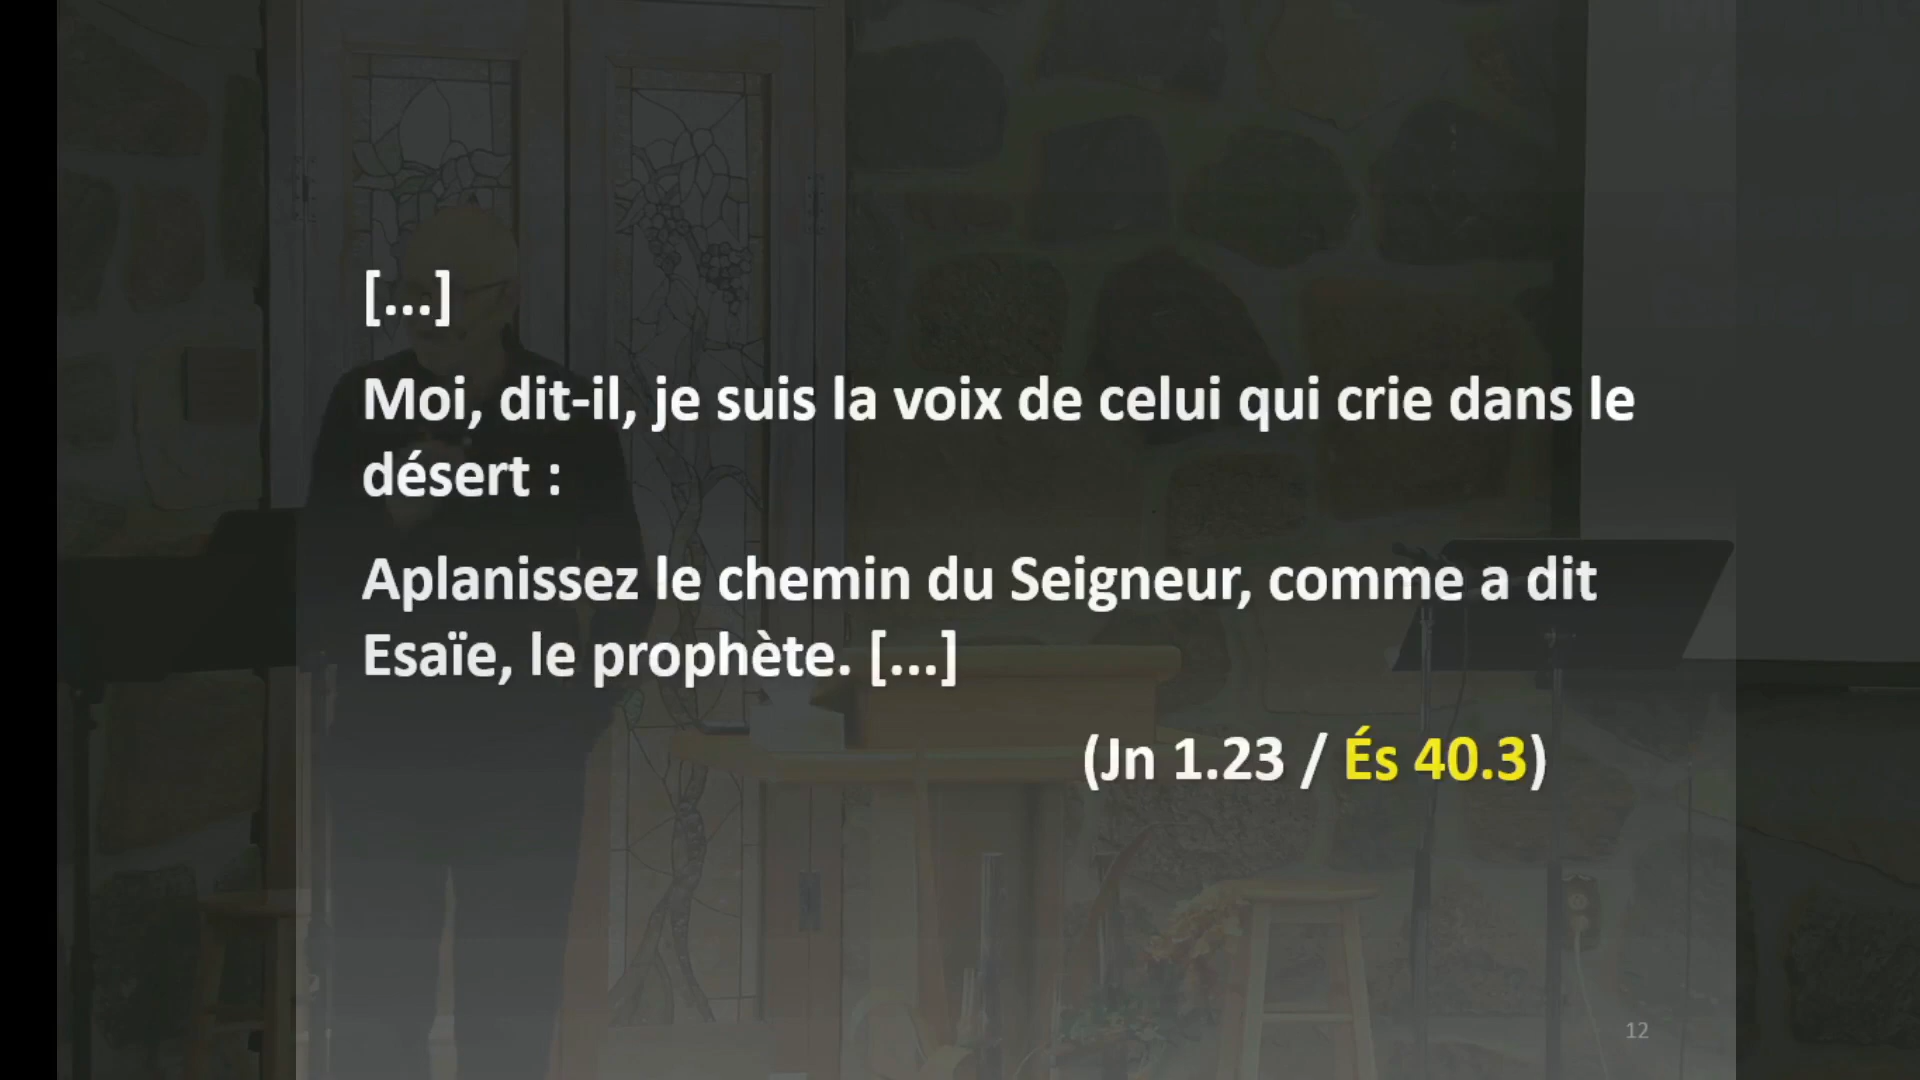 [...]
Moi, dit-il, je suis la voix de celui qui crie dans le
désert :
Aplanissez le chemin du Seigneur, comme a dit
Esaïe, le prophète. [...]
(Jn 1.23 / És 40.3)
12